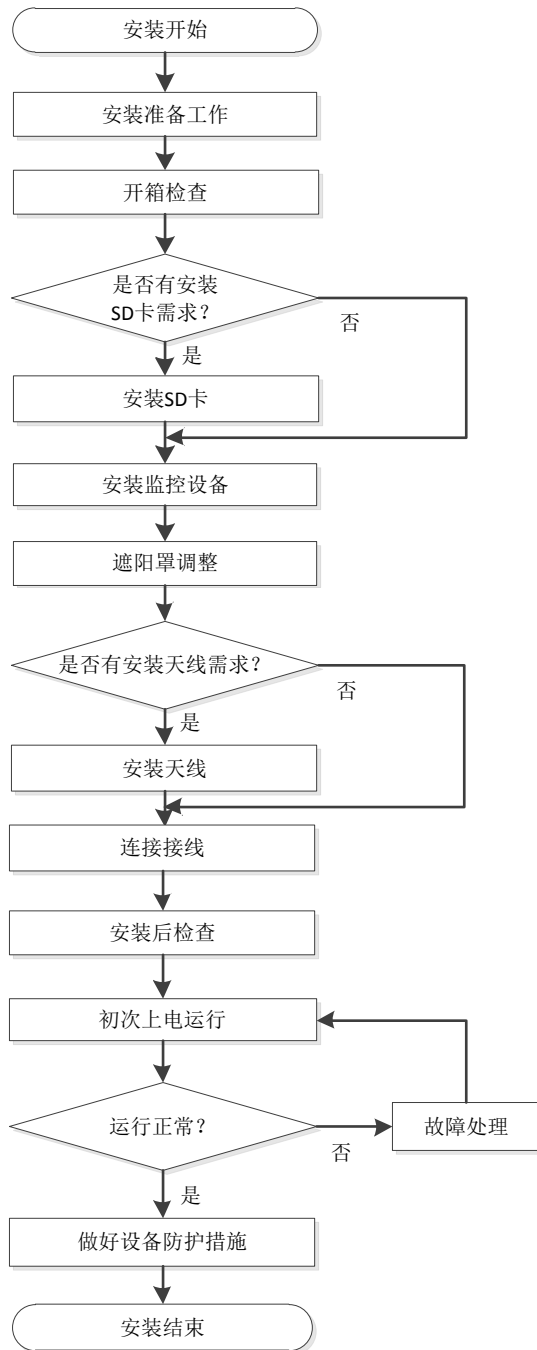 安装开始
安装准备工作
开箱检查
是否有安装
SD卡需求？
否
是
安装SD卡
安装监控设备
遮阳罩调整
是否有安装天线需求？
否
是
安装天线
连接接线
安装后检查
初次上电运行
运行正常？
否
故障处理
是
做好设备防护措施
安装结束